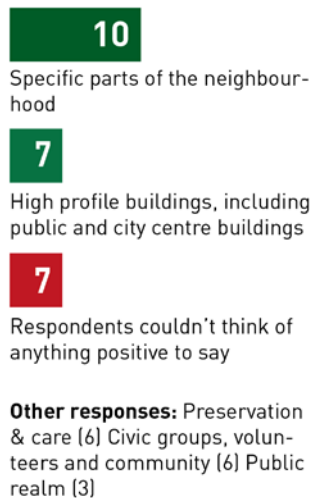 10
Specific parts of the neighbour-
hood
7
High profile buildings, including
public and city centre buildings
7
Respondents couldn't think of
anything positive to say
Other responses: Preservation
& care (6) Civic groups, volun-
teers and community (6) Public
realm (3)